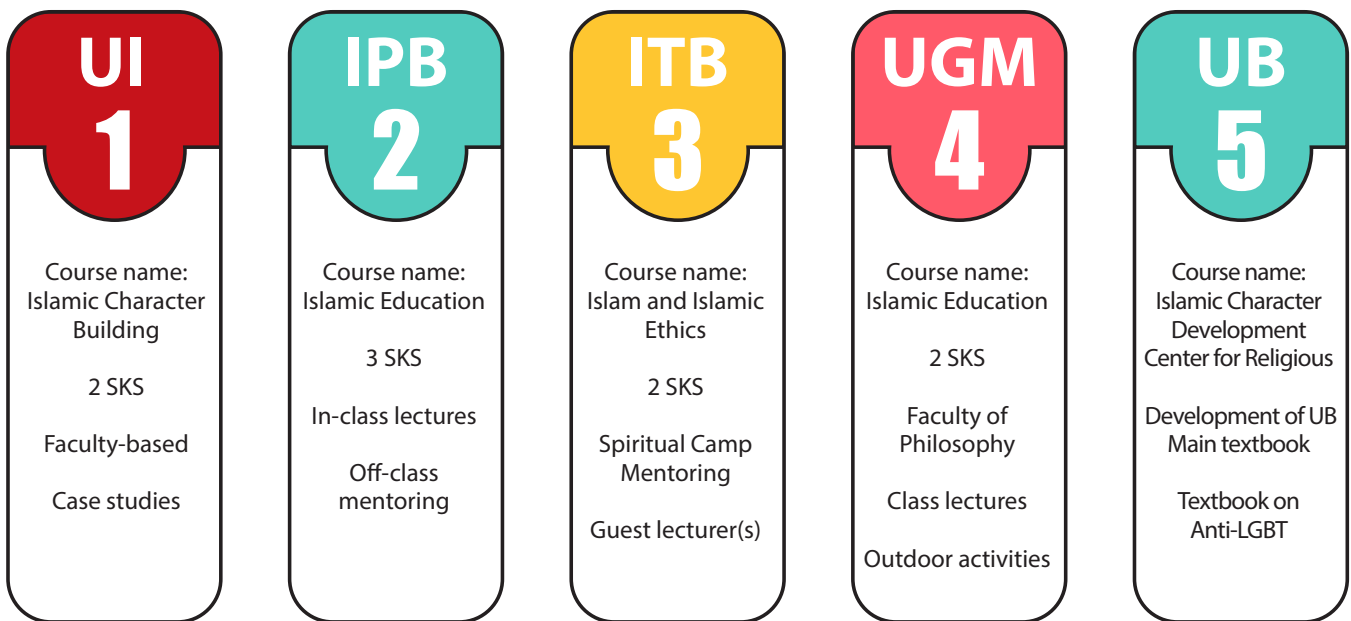 UI
1
Course name:
Islamic Character
Building
2 SKS
Faculty-based
Case studies
IPB
2
Course name:
Islamic Education
3 SKS
In-class lectures
Off-class
mentoring
ITB
3
Course name:
Islam and Islamic
Ethics
2 SKS
Spiritual Camp
Mentoring
Guest lecturer(s)
UGM
4
Course name:
Islamic Education
2 SKS
Faculty of
Philosophy
Class lectures
Outdoor activities
UB
5
Course name:
Islamic Character
Development
Center for Religious
Development of UB
Main textbook
Textbook on
Anti-LGBT